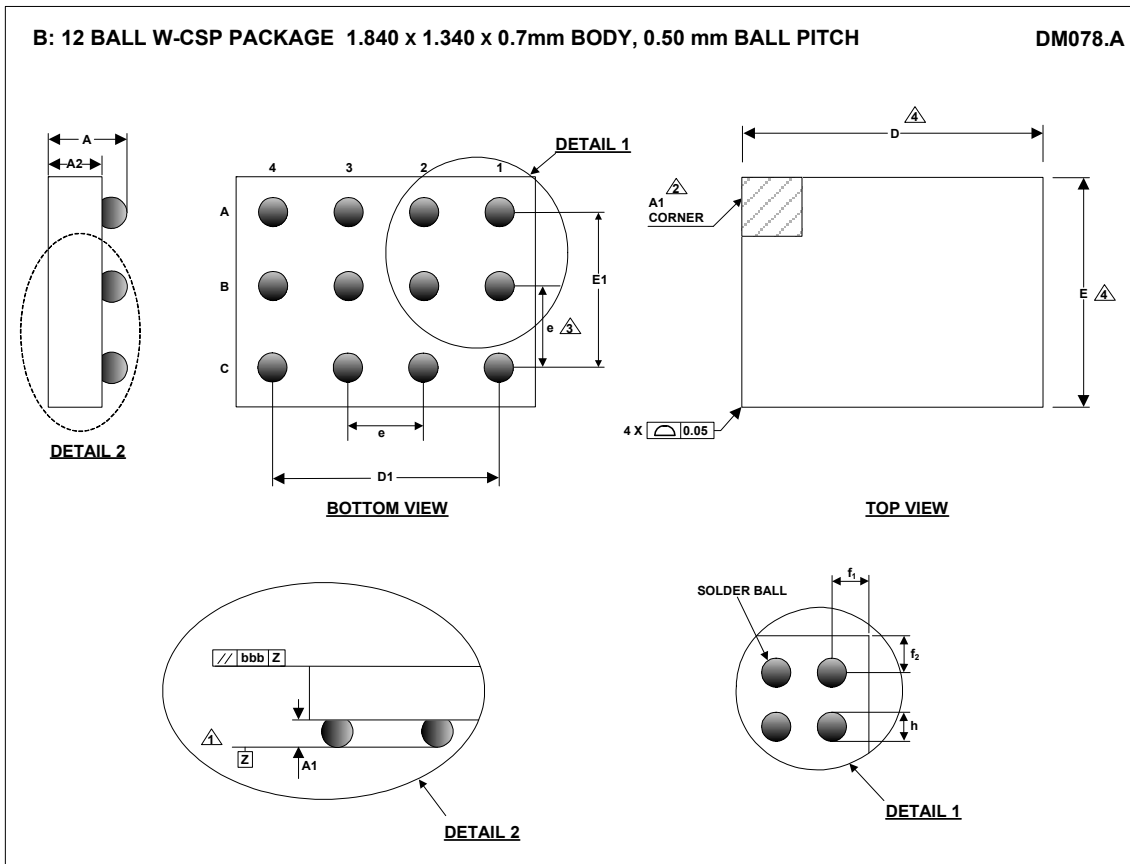 B: 12 BALL W-CSP PACKAGE 1.840 x 1.340 x 0.7mm BODY, 0.50 mm BALL PITCH
DM078.A
A
A2
DETAIL 2
DETAIL 1
4 3 2 1
A
B
C
E1
e 3
e
D1
BOTTOM VIEW
4
D
2
A1
CORNER
E 4
4 X 0.05
TOP VIEW
// bbb Z
1
Z
A1
DETAIL 2
SOLDER BALL
f1
f2
h
DETAIL 1